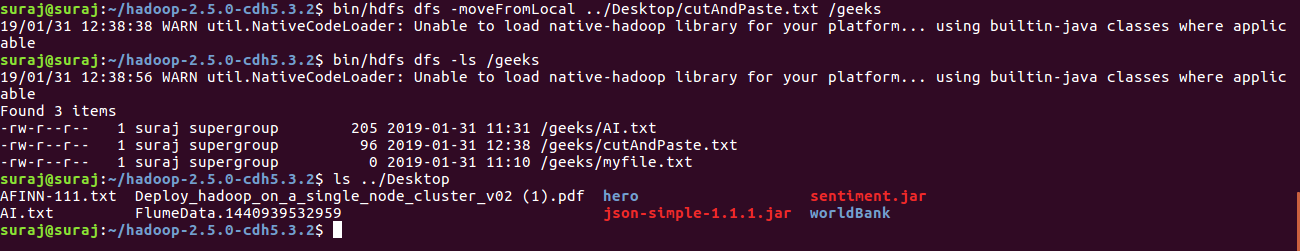 suraj@suraj:~/hadoop-2.5.0-cdh5.3.2$ bin/hdfs dfs -moveFromLocal ../Desktop/cutAndPaste.txt /geeks
19/01/31 12:38:38 WARN util.NativeCodeLoader: Unable to load native-hadoop library for your platform... using builtin-java classes where applic
able
suraj@suraj:~/hadoop-2.5.0-cdh5.3.2$ bin/hdfs dfs -ls /geeks
19/01/31 12:38:56 WARN util.NativeCodeLoader: Unable to load native-hadoop library for your platform... using builtin-java classes where applic
able
Found 3 items
-rw-r--r--   1 suraj supergroup        205 2019-01-31 11:31 /geeks/AI.txt
-rw-r--r--   1 suraj supergroup         96 2019-01-31 12:38 /geeks/cutAndPaste.txt
-rw-r--r--   1 suraj supergroup          0 2019-01-31 11:10 /geeks/myfile.txt
suraj@suraj:~/hadoop-2.5.0-cdh5.3.2$ ls ../Desktop
AFINN-111.txt  Deploy_hadoop_on_a_single_node_cluster_v02 (1).pdf  hero                   sentiment.jar
AI.txt         FlumeData.1440939532959                             json-simple-1.1.1.jar  worldBank
suraj@suraj:~/hadoop-2.5.0-cdh5.3.2$